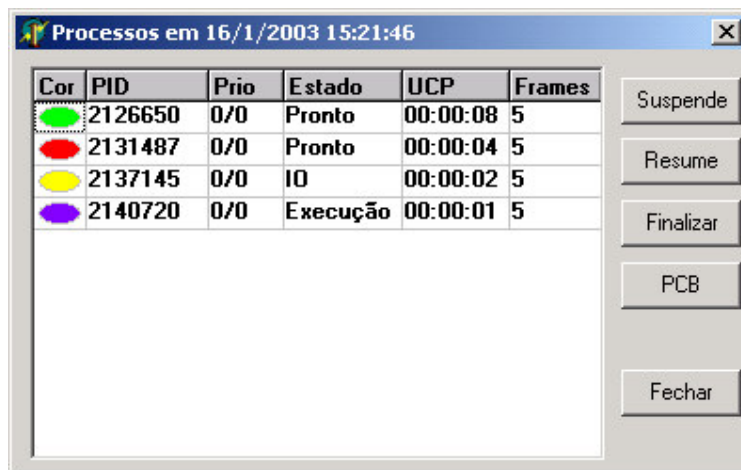 Processos em 16/1/2003 15:21:46
Cor PID Prio Estado UCP Frames
2126650 0/0 Pronto 00:00:08 5
2131487 0/0 Pronto 00:00:04 5
2137145 0/0 IO 00:00:02 5
2140720 0/0 Execução 00:00:01 5
Suspende
Resume
Finalizar
PCB
Fechar